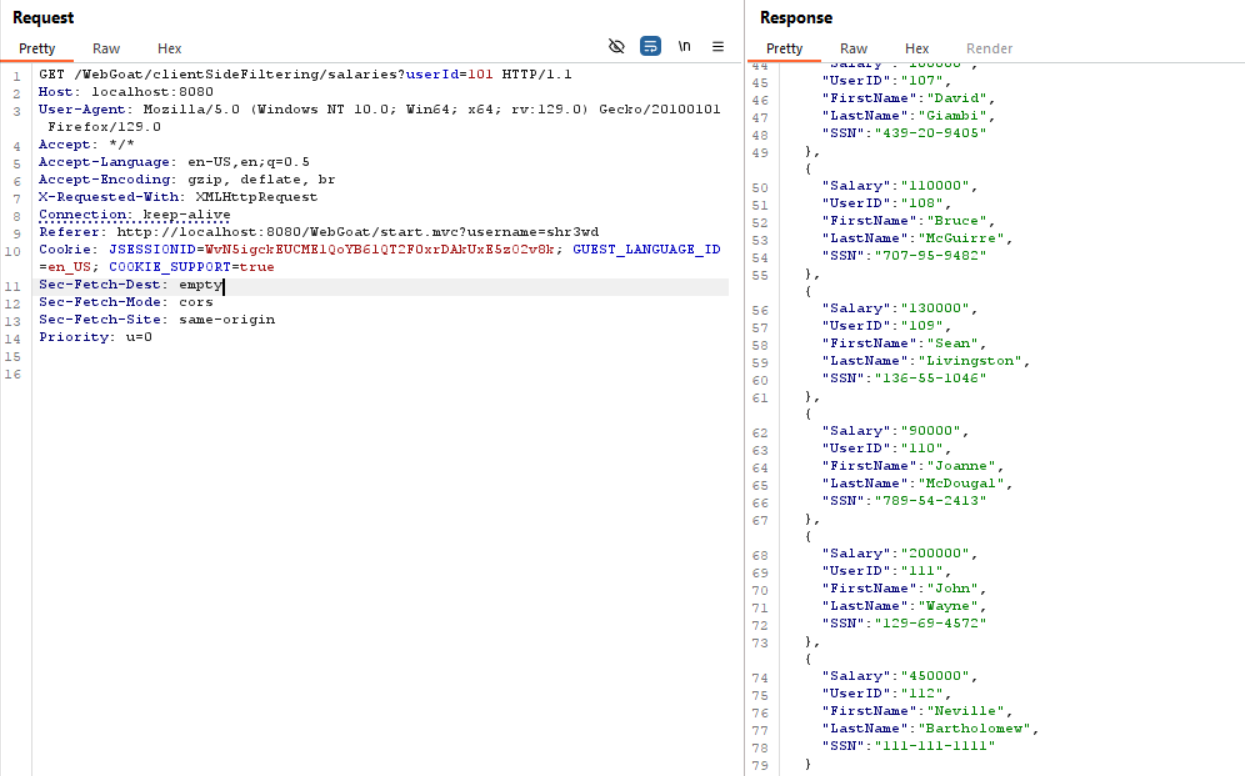 Request
Pretty Raw Hex
\n
1 GET /WebGoat/clientSideFiltering/salaries?userId=101 HTTP/1.1
2 Host: localhost:8080
3 User-Agent: Mozilla/5.0 (Windows NT 10.0; Win64; x64; rv:129.0) Gecko/20100101
Firefox/129.0
4 Accept: */*
5 Accept-Language: en-US,en;q=0.5
6 Accept-Encoding: gzip, deflate, br
7 X-Requested-With: XMLHttpRequest
8 Connection: keep-alive
9 Referer: http://localhost:8080/WebGoat/start.mvc?username=shr3wd
10 Cookie: JSESSIONID=WvN5igckEUCME1QoYB61QT2F0xrDAkUxE5z02v8k; GUEST_LANGUAGE_ID
=en_US; COOKIE_SUPPORT=true
11 Sec-Fetch-Dest: empty
12 Sec-Fetch-Mode: cors
13 Sec-Fetch-Site: same-origin
14 Priority: u=0
15
16
Response
Pretty Raw Hex Render
44 "Salary":"100000",
45 "UserID":"107",
46 "FirstName":"David",
47 "LastName":"Giambi",
48 "SSN":"439-20-9405"
49 },
{
50 "Salary":"110000",
51 "UserID":"108",
52 "FirstName":"Bruce",
53 "LastName":"McGuirre",
54 "SSN":"707-95-9482"
55 },
{
56 "Salary":"130000",
57 "UserID":"109",
58 "FirstName":"Sean",
59 "LastName":"Livingston",
60 "SSN":"136-55-1046"
61 },
{
62 "Salary":"90000",
63 "UserID":"110",
64 "FirstName":"Joanne",
65 "LastName":"McDougal",
66 "SSN":"789-54-2413"
67 },
{
68 "Salary":"200000",
69 "UserID":"111",
70 "FirstName":"John",
71 "LastName":"Wayne",
72 "SSN":"129-69-4572"
73 },
{
74 "Salary":"450000",
75 "UserID":"112",
76 "FirstName":"Neville",
77 "LastName":"Bartholomew",
78 "SSN":"111-111-1111"
79 }